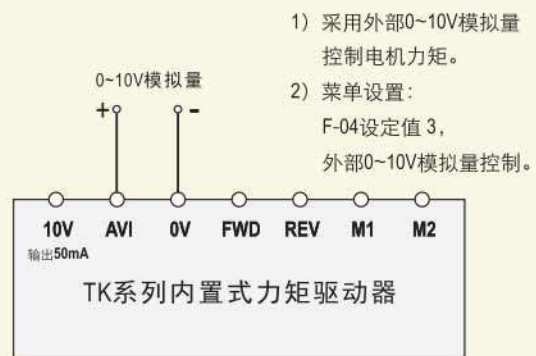 1) 采用外部0~10V模拟量
控制电机力矩。
2) 菜单设置:
F-04设定值 3,
外部0~10V模拟量控制。
0~10V模拟量
+ -
10V AVI 0V FWD REV M1 M2
输出50mA
TK系列内置式力矩驱动器